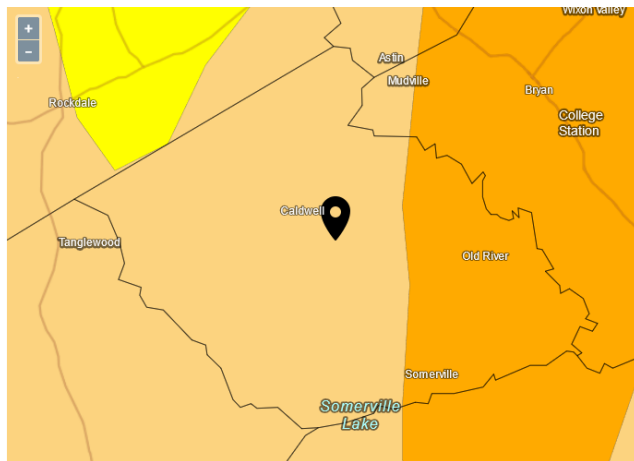 Wixon Valley
+
−
Astin
Mudville
Rockdale
Bryan
College
Station
Caldwell
Tanglewood
Old River
Somerville
Somerville
Lake